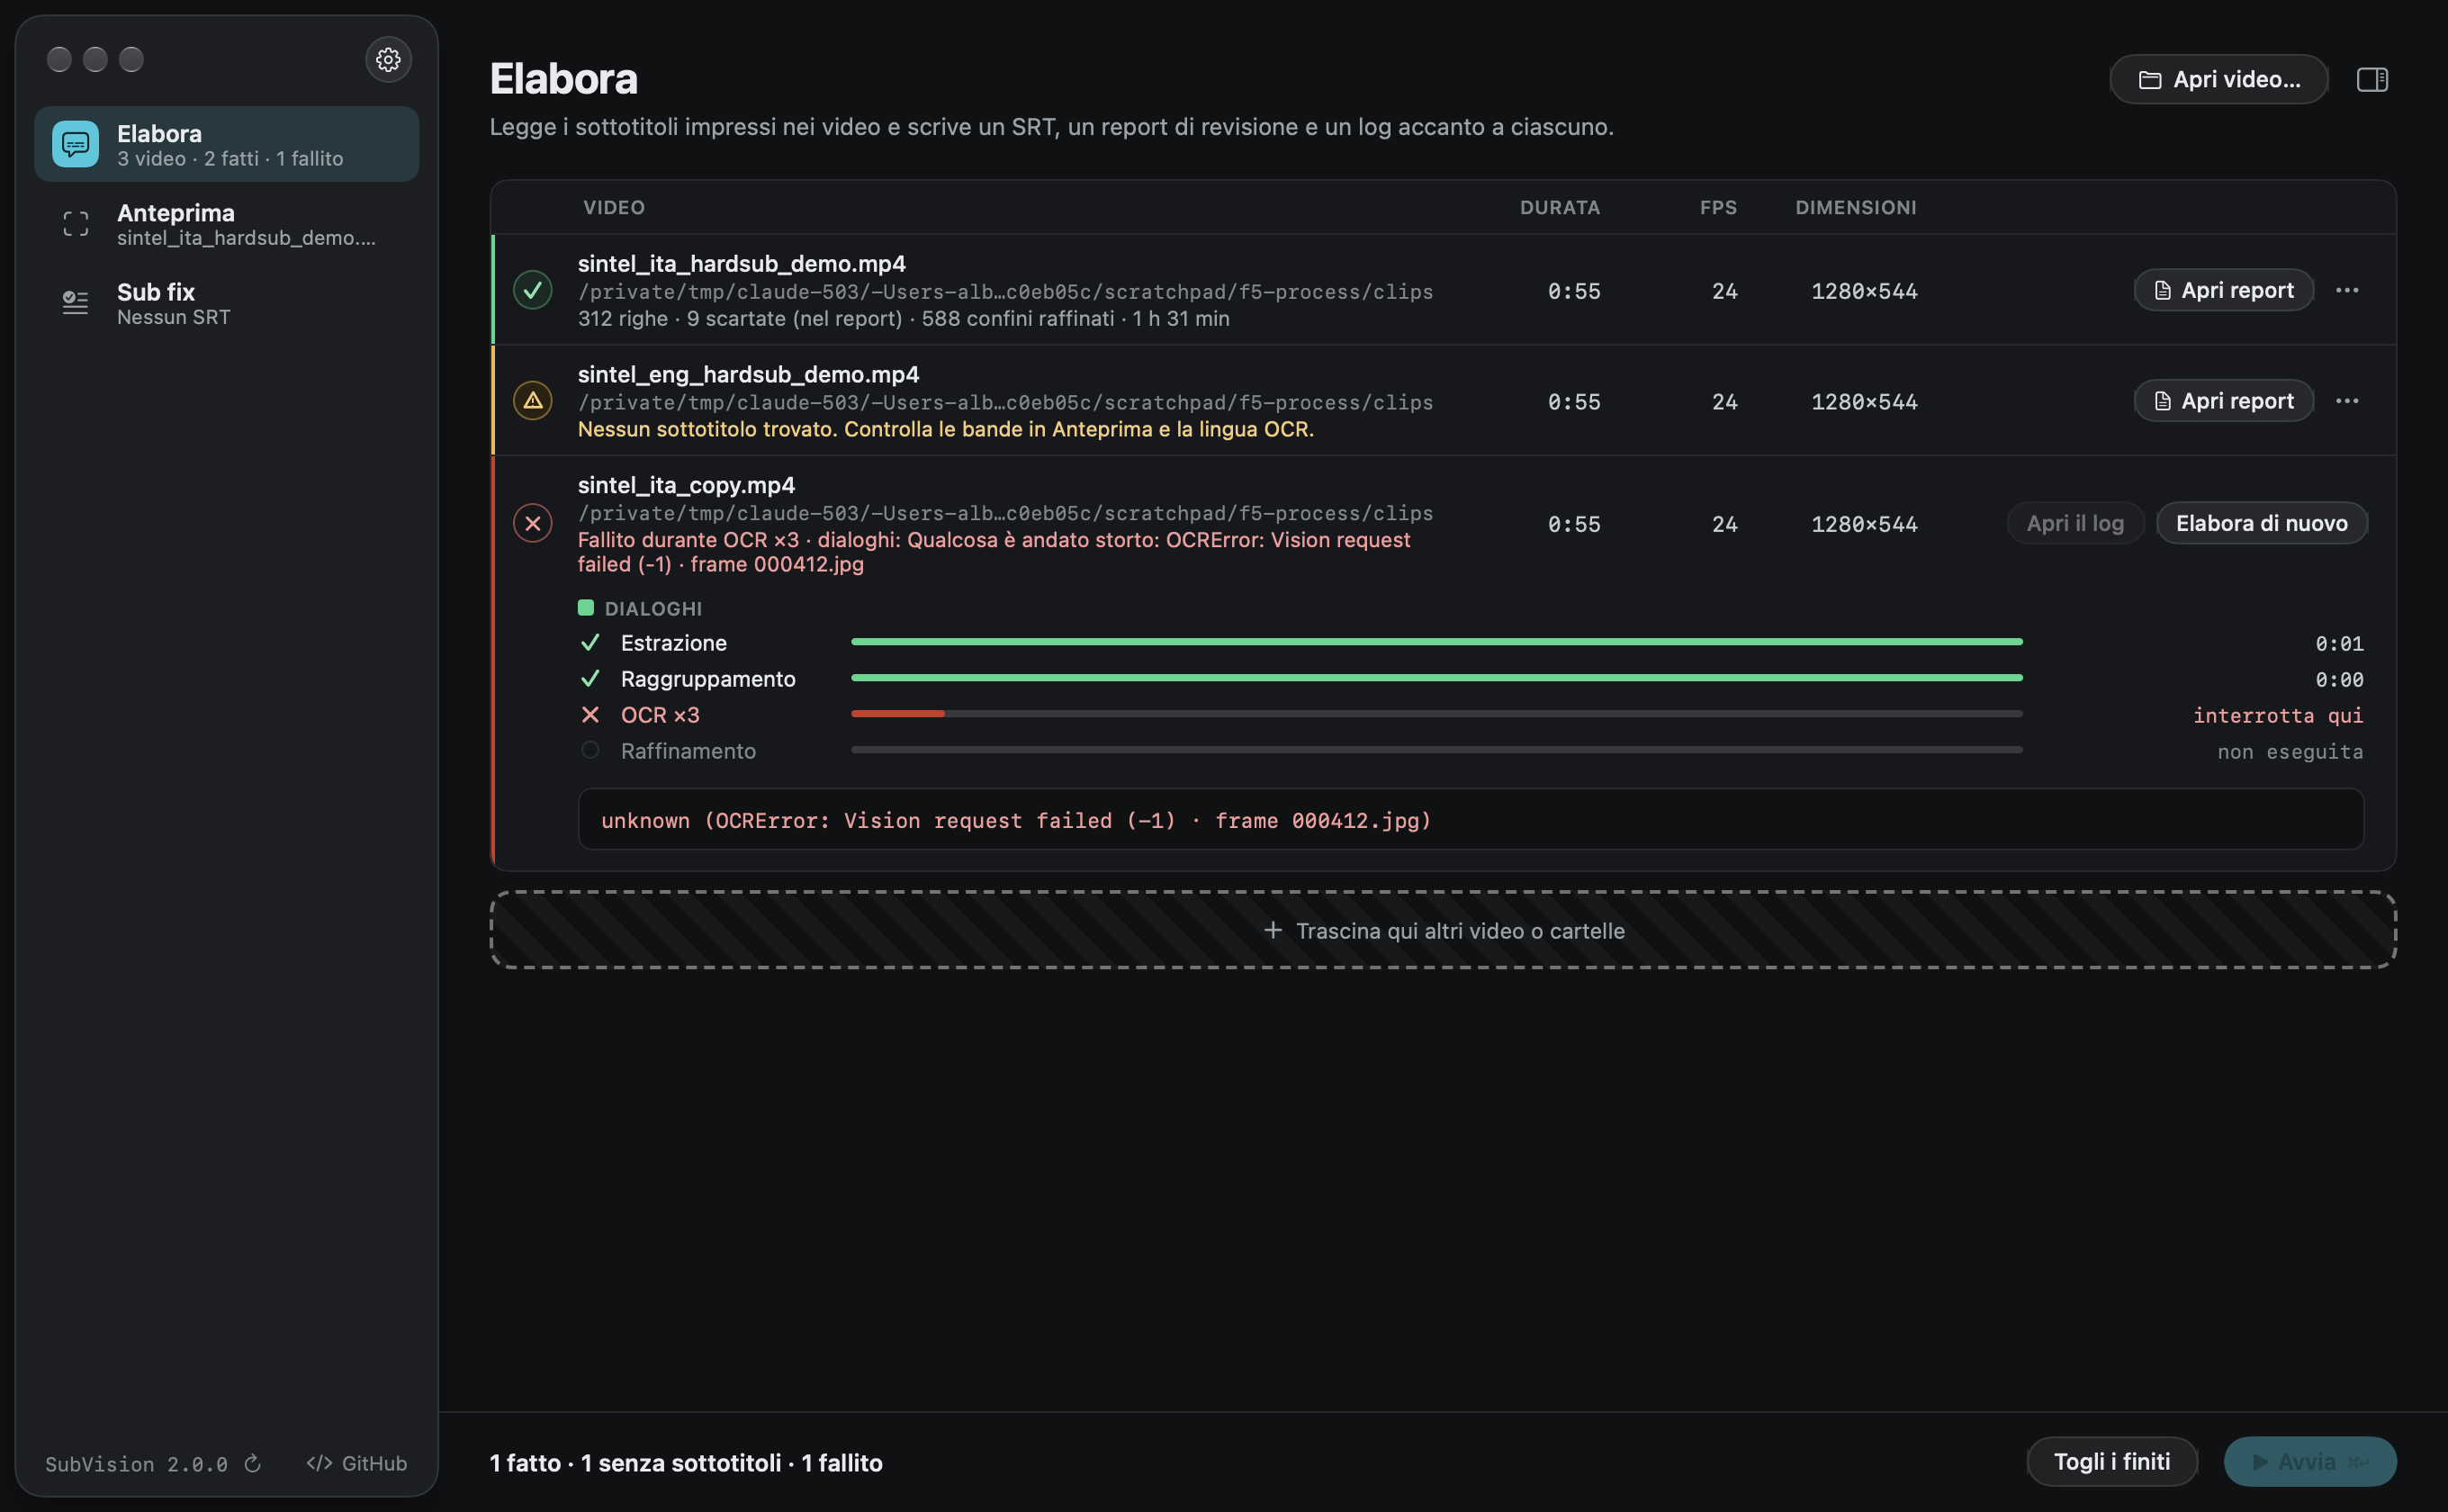 Elabora
3 video · 2 fatti · 1 fallito
Anteprima
sintel_ita_hardsub_demo....
Sub fix
Nessun SRT
SubVision 2.0.0
</> GitHub
Elabora
Legge i sottotitoli impressi nei video e scrive un SRT, un report di revisione e un log accanto a ciascuno.
Apri video...
VIDEO DURATA FPS DIMENSIONI
sintel_ita_hardsub_demo.mp4
/private/tmp/claude-503/-Users-alb…c0eb05c/scratchpad/f5-process/clips
312 righe · 9 scartate (nel report) · 588 confini raffinati · 1 h 31 min
0:55 24 1280×544 Apri report
sintel_eng_hardsub_demo.mp4
/private/tmp/claude-503/-Users-alb…c0eb05c/scratchpad/f5-process/clips
Nessun sottotitolo trovato. Controlla le bande in Anteprima e la lingua OCR.
0:55 24 1280×544 Apri report
sintel_ita_copy.mp4
/private/tmp/claude-503/-Users-alb…c0eb05c/scratchpad/f5-process/clips
Fallito durante OCR ×3 · dialoghi: Qualcosa è andato storto: OCRError: Vision request
failed (-1) · frame 000412.jpg
0:55 24 1280×544 Apri il log Elabora di nuovo
DIALOGHI
Estrazione 0:01
Raggruppamento 0:00
OCR ×3 interrotta qui
Raffinamento non eseguita
unknown (OCRError: Vision request failed (-1) · frame 000412.jpg)
+ Trascina qui altri video o cartelle
1 fatto · 1 senza sottotitoli · 1 fallito
Togli i finiti
Avvia ⌘↩